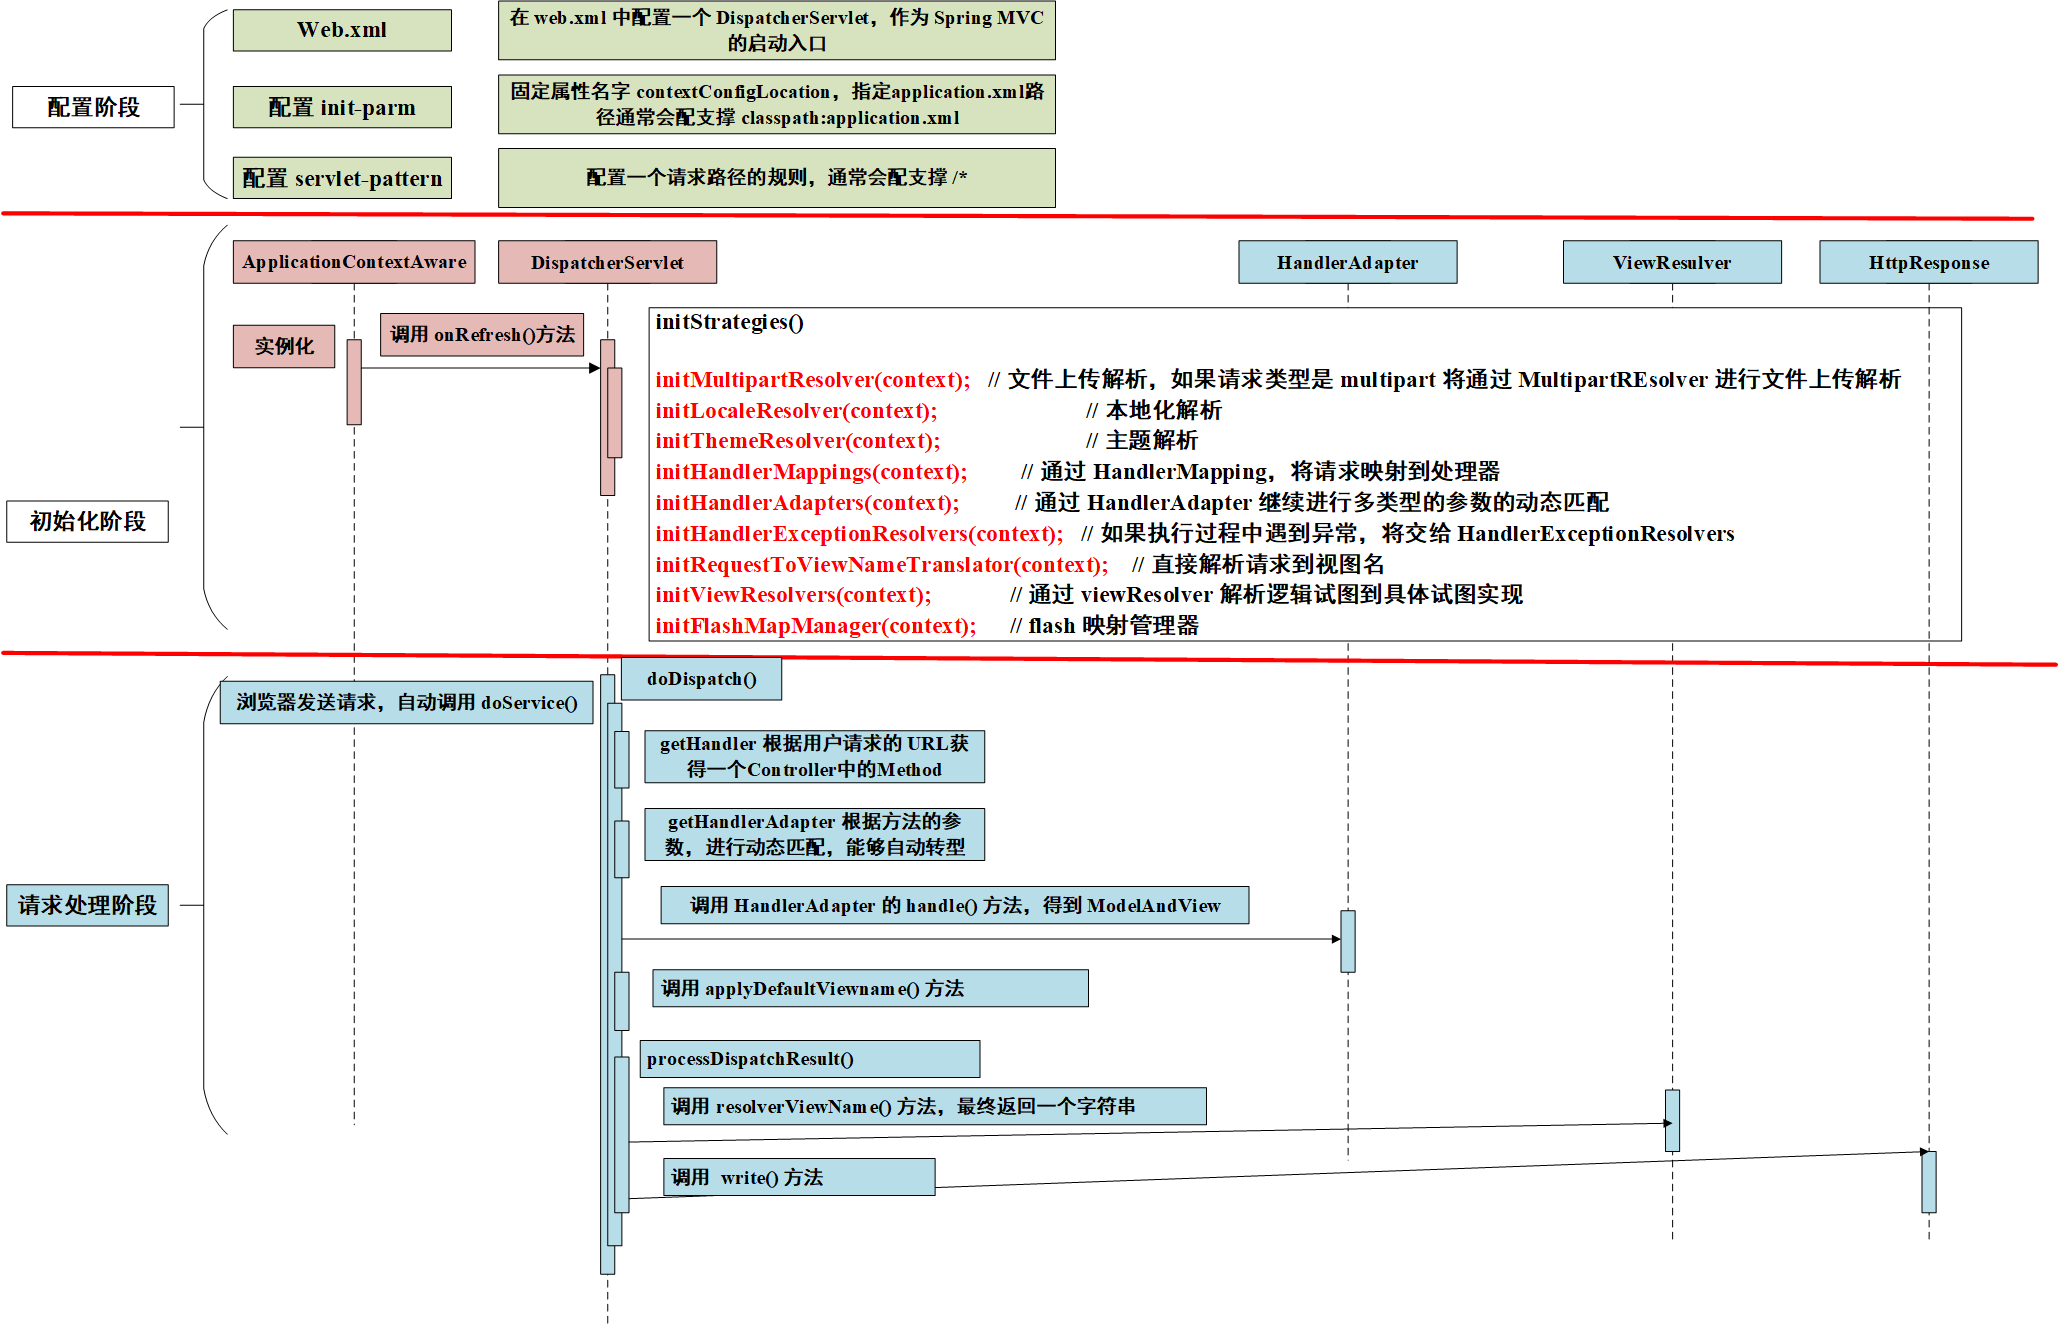 配置阶段
Web.xml
在 web.xml 中配置一个 DispatcherServlet，作为 Spring MVC
的启动入口
配置 init-parm
固定属性名字 contextConfigLocation，指定application.xml路
径通常会配支撑 classpath:application.xml
配置 servlet-pattern
配置一个请求路径的规则，通常会配支撑 /*
初始化阶段
ApplicationContextAware
DispatcherServlet
HandlerAdapter
ViewResulver
HttpResponse
实例化
调用 onRefresh()方法
initStrategies()
initMultipartResolver(context); // 文件上传解析，如果请求类型是 multipart 将通过 MultipartREsolver 进行文件上传解析
initLocaleResolver(context); // 本地化解析
initThemeResolver(context); // 主题解析
initHandlerMappings(context); // 通过 HandlerMapping，将请求映射到处理器
initHandlerAdapters(context); // 通过 HandlerAdapter 继续进行多类型的参数的动态匹配
initHandlerExceptionResolvers(context); // 如果执行过程中遇到异常，将交给 HandlerExceptionResolvers
initRequestToViewNameTranslator(context); // 直接解析请求到视图名
initViewResolvers(context); // 通过 viewResolver 解析逻辑试图到具体试图实现
initFlashMapManager(context); // flash 映射管理器
请求处理阶段
浏览器发送请求，自动调用 doService()
doDispatch()
getHandler 根据用户请求的 URL获
得一个Controller中的Method
getHandlerAdapter 根据方法的参
数，进行动态匹配，能够自动转型
调用 HandlerAdapter 的 handle() 方法，得到 ModelAndView
调用 applyDefaultViewname() 方法
processDispatchResult()
调用 resolverViewName() 方法，最终返回一个字符串
调用 write() 方法